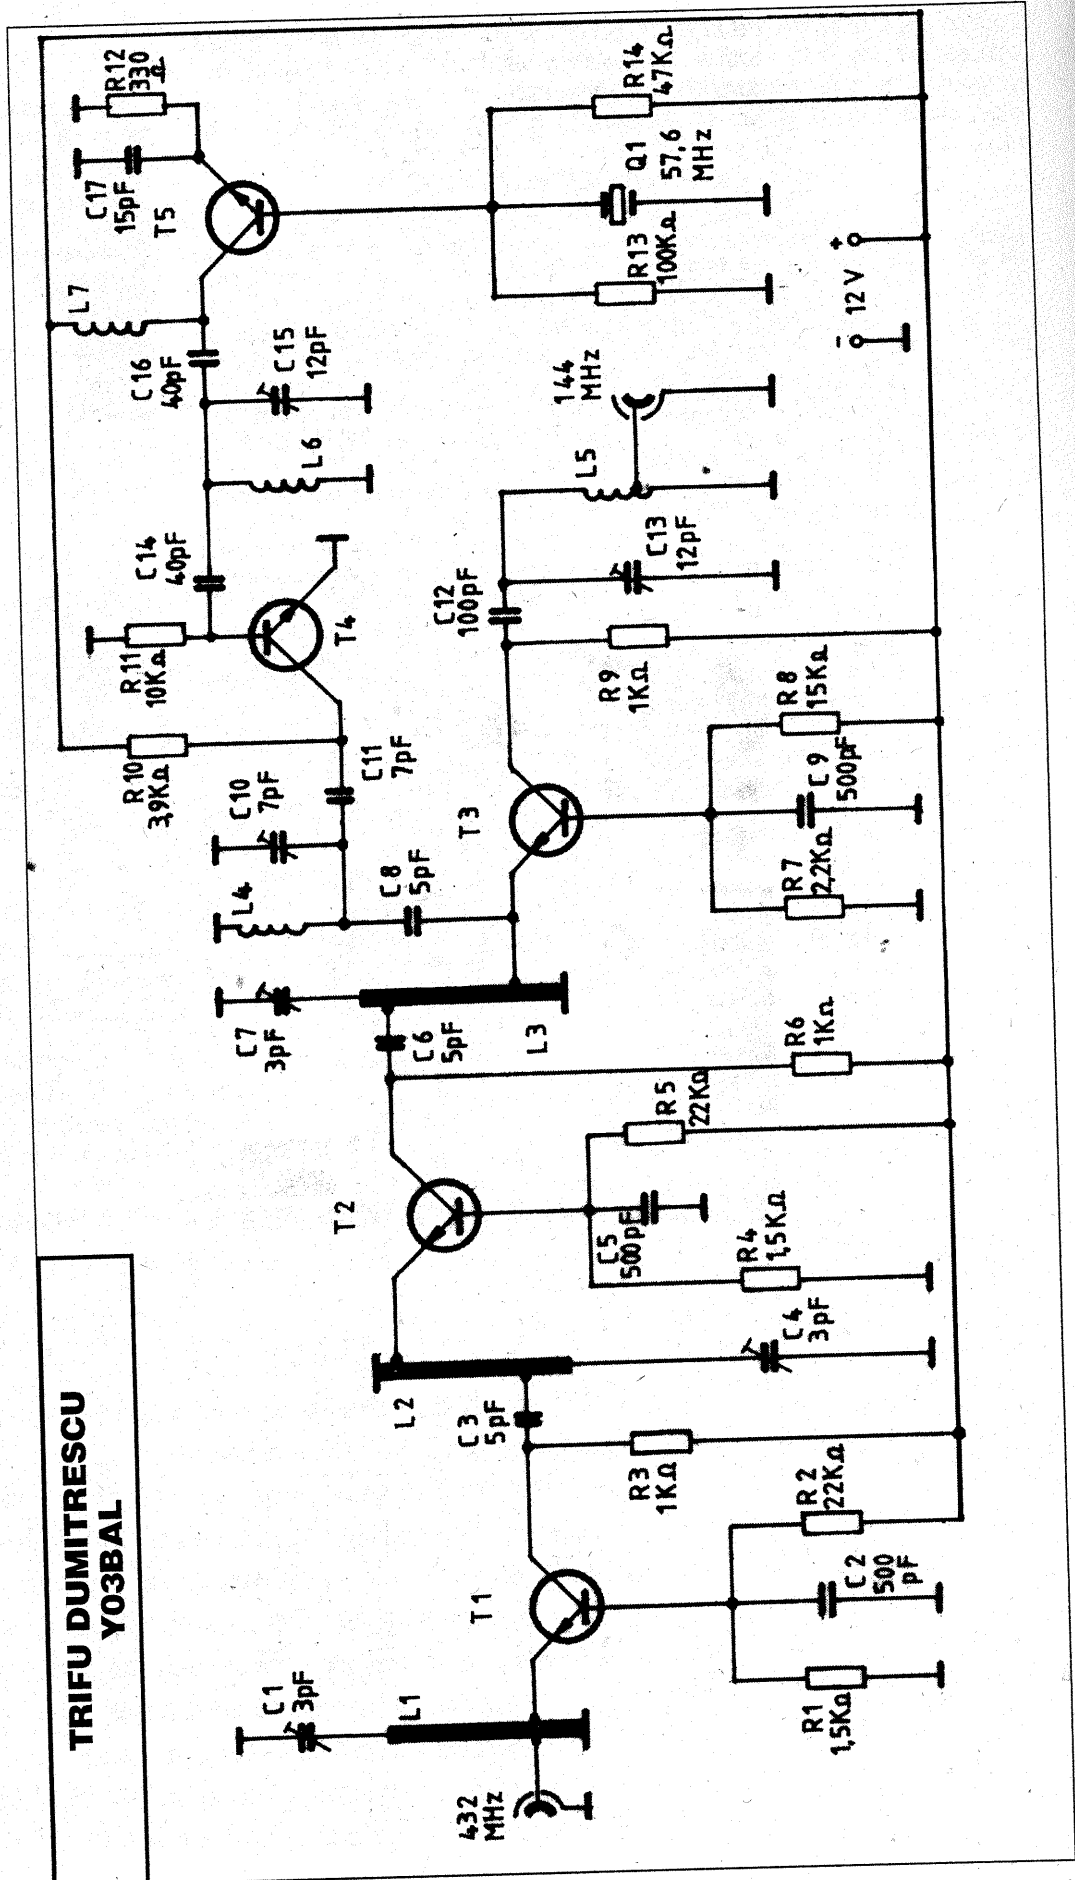 TRIFU DUMITRESCU
YO3BAL
432
MHz
C1
3pF
L1
T1
R1
1,5KΩ
C2
500
pF
R2
22KΩ
R3
1KΩ
C3
5pF
L2
C4
3pF
T2
R4
1,5KΩ
C5
500pF
R5
22KΩ
R6
1KΩ
C6
5pF
L3
C7
3pF
L4
C8
5pF
C10
7pF
R10
3,9KΩ
C11
7pF
T3
R7
2,2KΩ
C9
500pF
R8
15KΩ
R9
1KΩ
R11
10KΩ
T4
C14
40pF
C12
100pF
C13
12pF
L5
144
MHz
L6
C15
12pF
C16
40pF
L7
T5
C17
15pF
R12
330
Ω
R13
100KΩ
Q1
57,6
MHz
R14
47KΩ
- 12V +